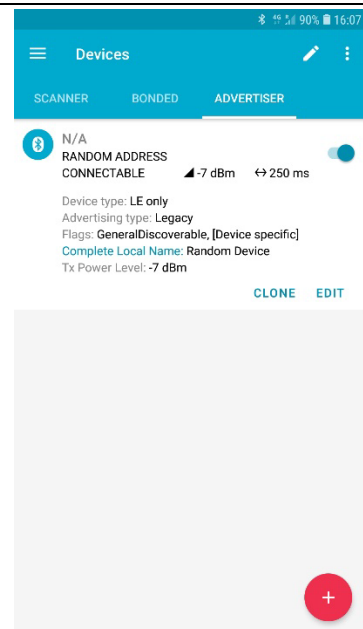 90% 16:07
Devices
SCANNER BONDED ADVERTISER
N/A
RANDOM ADDRESS
CONNECTABLE -7 dBm ↔ 250 ms
Device type: LE only
Advertising type: Legacy
Flags: GeneralDiscoverable, [Device specific]
Complete Local Name: Random Device
Tx Power Level: -7 dBm
CLONE EDIT
+